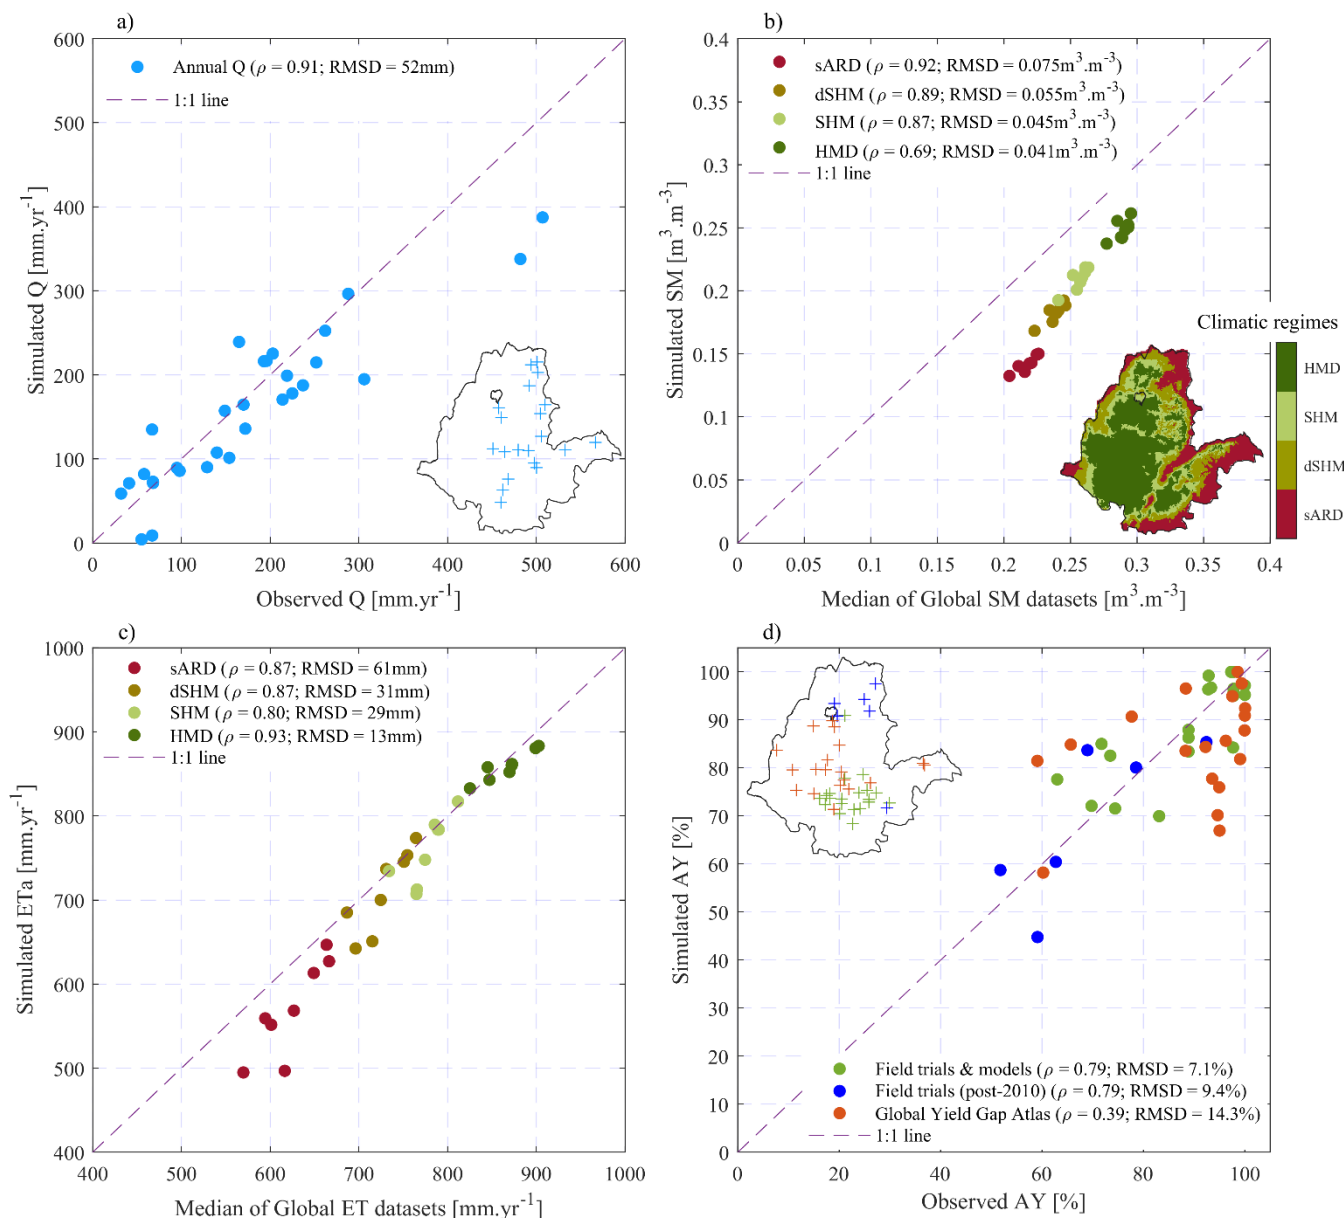 a)
Annual Q (ρ = 0.91; RMSD = 52mm)
1:1 line
600
500
400
300
200
100
0
Simulated Q [mm.yr⁻¹]
0 100 200 300 400 500 600
Observed Q [mm.yr⁻¹]
b)
sARD (ρ = 0.92; RMSD = 0.075m³.m⁻³)
dSHM (ρ = 0.89; RMSD = 0.055m³.m⁻³)
SHM (ρ = 0.87; RMSD = 0.045m³.m⁻³)
HMD (ρ = 0.69; RMSD = 0.041m³.m⁻³)
1:1 line
0.4
0.35
0.3
0.25
0.2
0.15
0.1
0.05
0
Simulated SM [m³.m⁻³]
Climatic regimes
HMD
SHM
dSHM
sARD
0 0.05 0.1 0.15 0.2 0.25 0.3 0.35 0.4
Median of Global SM datasets [m³.m⁻³]
c)
sARD (ρ = 0.87; RMSD = 61mm)
dSHM (ρ = 0.87; RMSD = 31mm)
SHM (ρ = 0.80; RMSD = 29mm)
HMD (ρ = 0.93; RMSD = 13mm)
1:1 line
1000
900
800
700
600
500
400
Simulated ETa [mm.yr⁻¹]
400 500 600 700 800 900 1000
Median of Global ET datasets [mm.yr⁻¹]
d)
100
90
80
70
60
50
40
30
20
10
0
Simulated AY [%]
Field trials & models (ρ = 0.79; RMSD = 7.1%)
Field trials (post-2010) (ρ = 0.79; RMSD = 9.4%)
Global Yield Gap Atlas (ρ = 0.39; RMSD = 14.3%)
1:1 line
0 20 40 60 80 100
Observed AY [%]